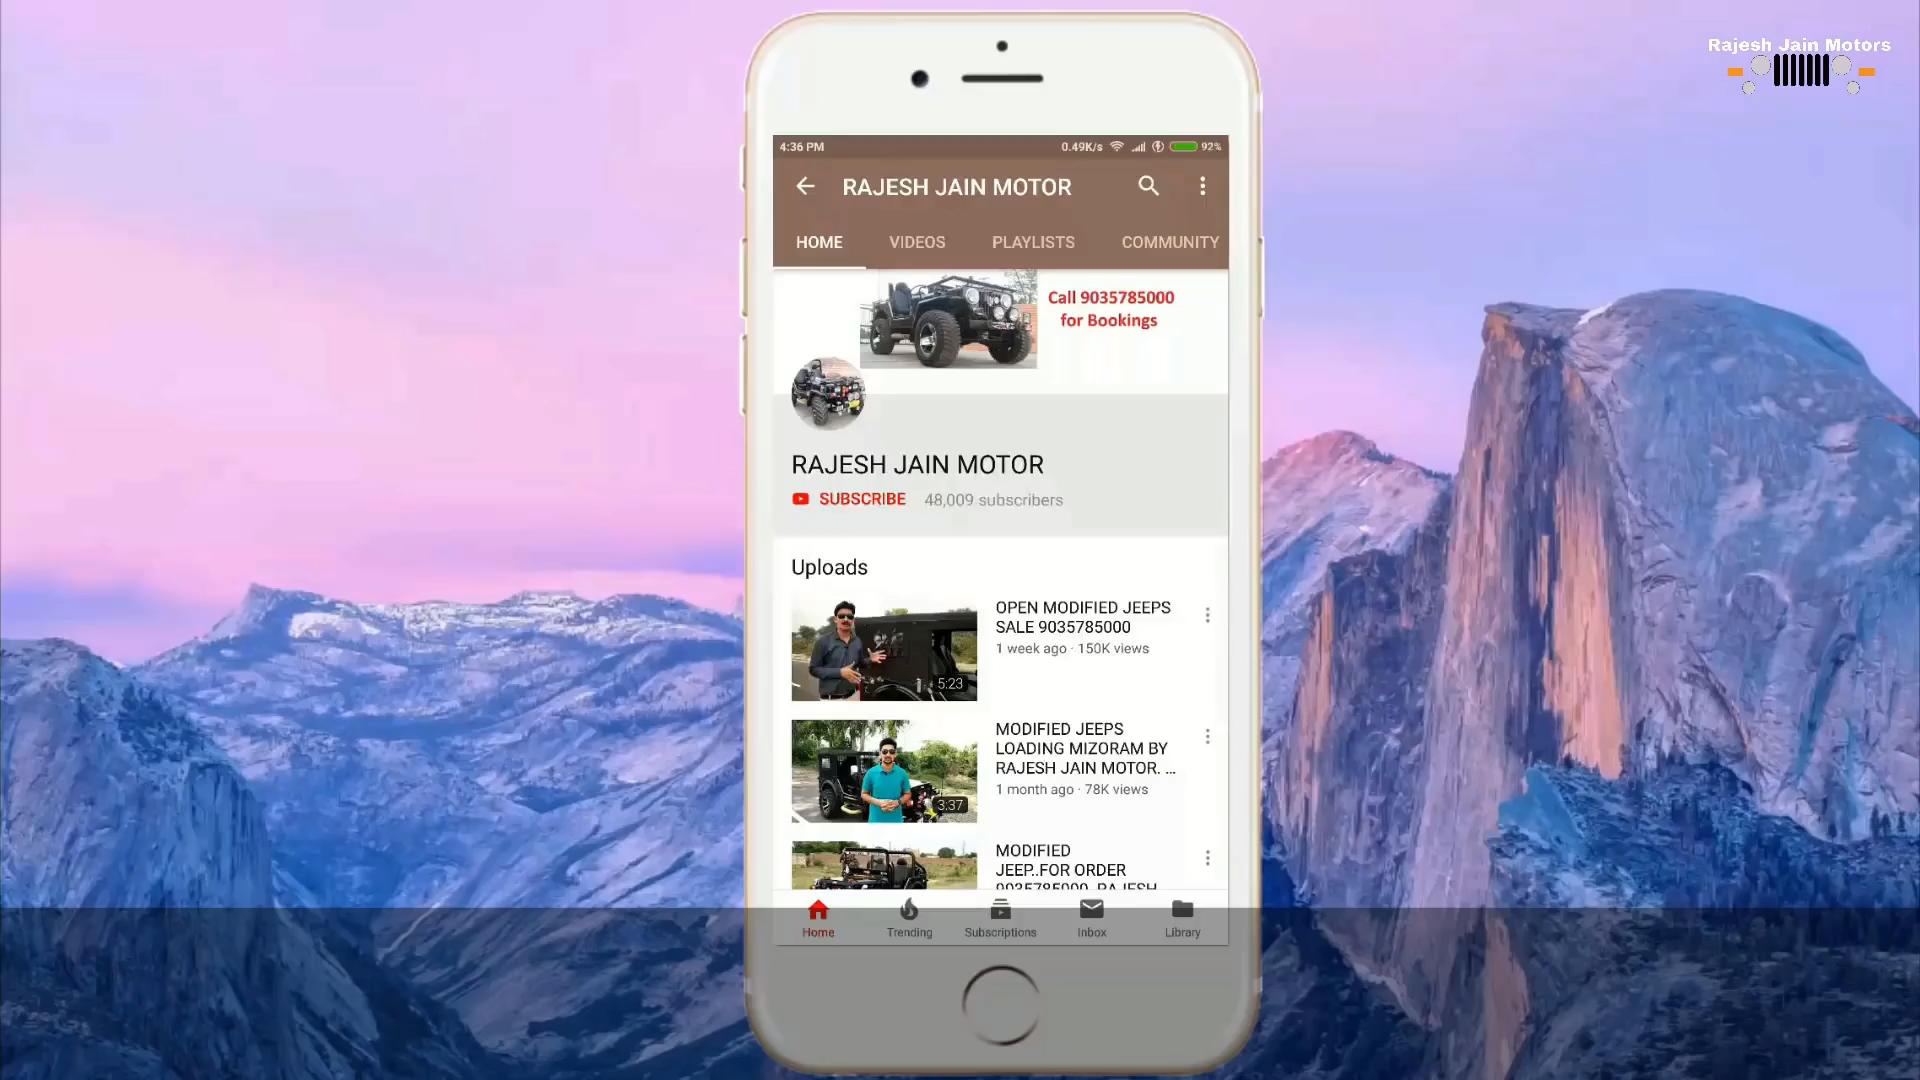 Rajesh Jain Motors
4:36 PM
0.49K/s
92%
RAJESH JAIN MOTOR
HOME
VIDEOS
PLAYLISTS
COMMUNITY
Call 9035785000
for Bookings
RAJESH JAIN MOTOR
SUBSCRIBE
48,009 subscribers
Uploads
5:23
OPEN MODIFIED JEEPS
SALE 9035785000
1 week ago · 150K views
3:37
MODIFIED JEEPS
LOADING MIZORAM BY
RAJESH JAIN MOTOR. ...
1 month ago · 78K views
MODIFIED
JEEP..FOR ORDER
9035785000 RAJESH
Home
Trending
Subscriptions
Inbox
Library